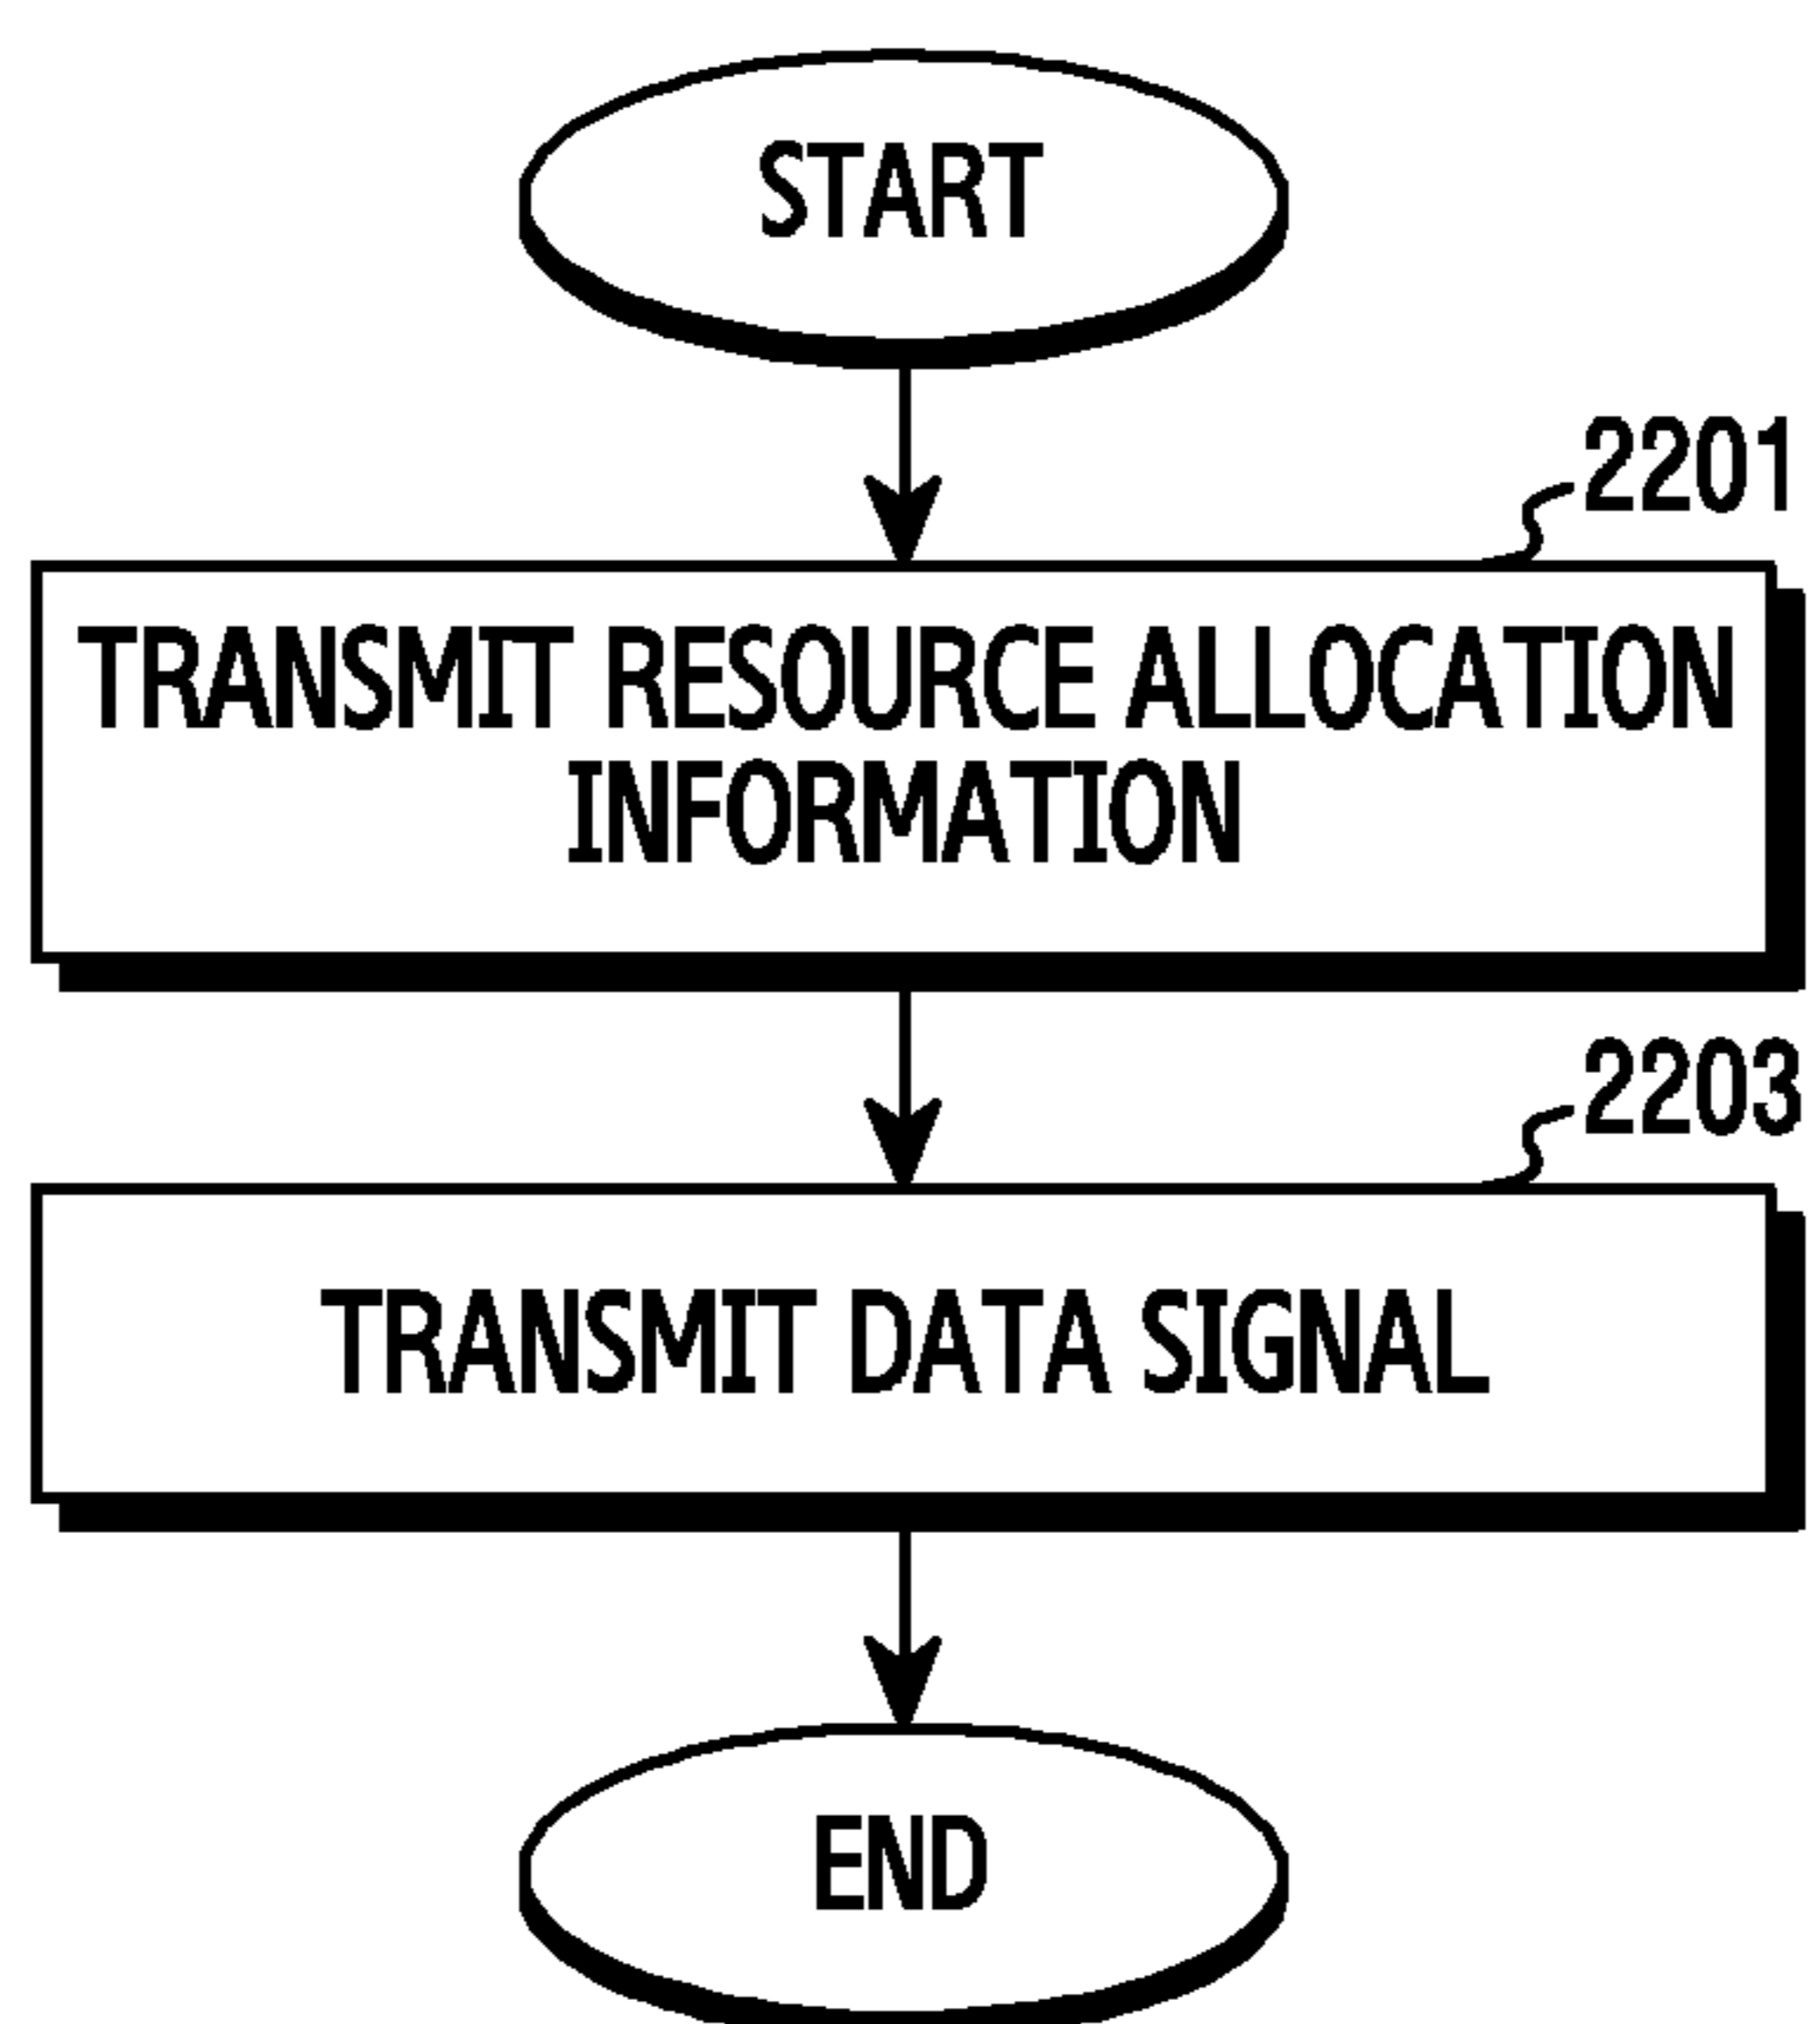 START
2201
TRANSMIT RESOURCE ALLOCATION
INFORMATION
2203
TRANSMIT DATA SIGNAL
END